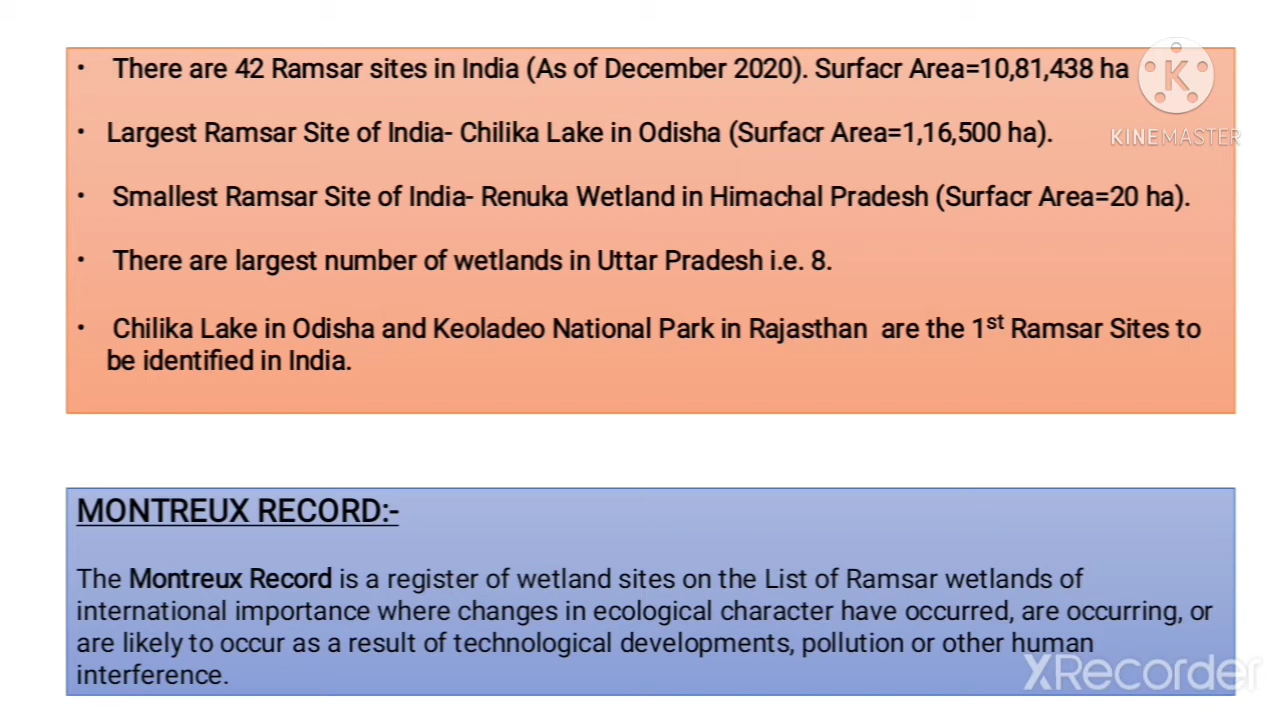 • There are 42 Ramsar sites in India (As of December 2020). Surfacr Area=10,81,438 ha
• Largest Ramsar Site of India- Chilika Lake in Odisha (Surfacr Area=1,16,500 ha).
• Smallest Ramsar Site of India- Renuka Wetland in Himachal Pradesh (Surfacr Area=20 ha).
• There are largest number of wetlands in Uttar Pradesh i.e. 8.
• Chilika Lake in Odisha and Keoladeo National Park in Rajasthan are the 1st Ramsar Sites to
be identified in India.
K
KINEMASTER
MONTREUX RECORD:-
The Montreux Record is a register of wetland sites on the List of Ramsar wetlands of
international importance where changes in ecological character have occurred, are occurring, or
are likely to occur as a result of technological developments, pollution or other human
interference.
XRecorder